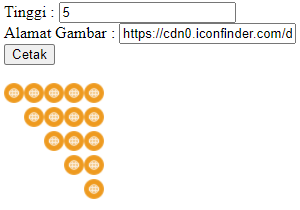 Tinggi : 5
Alamat Gambar : https://cdn0.iconfinder.com/d
Cetak